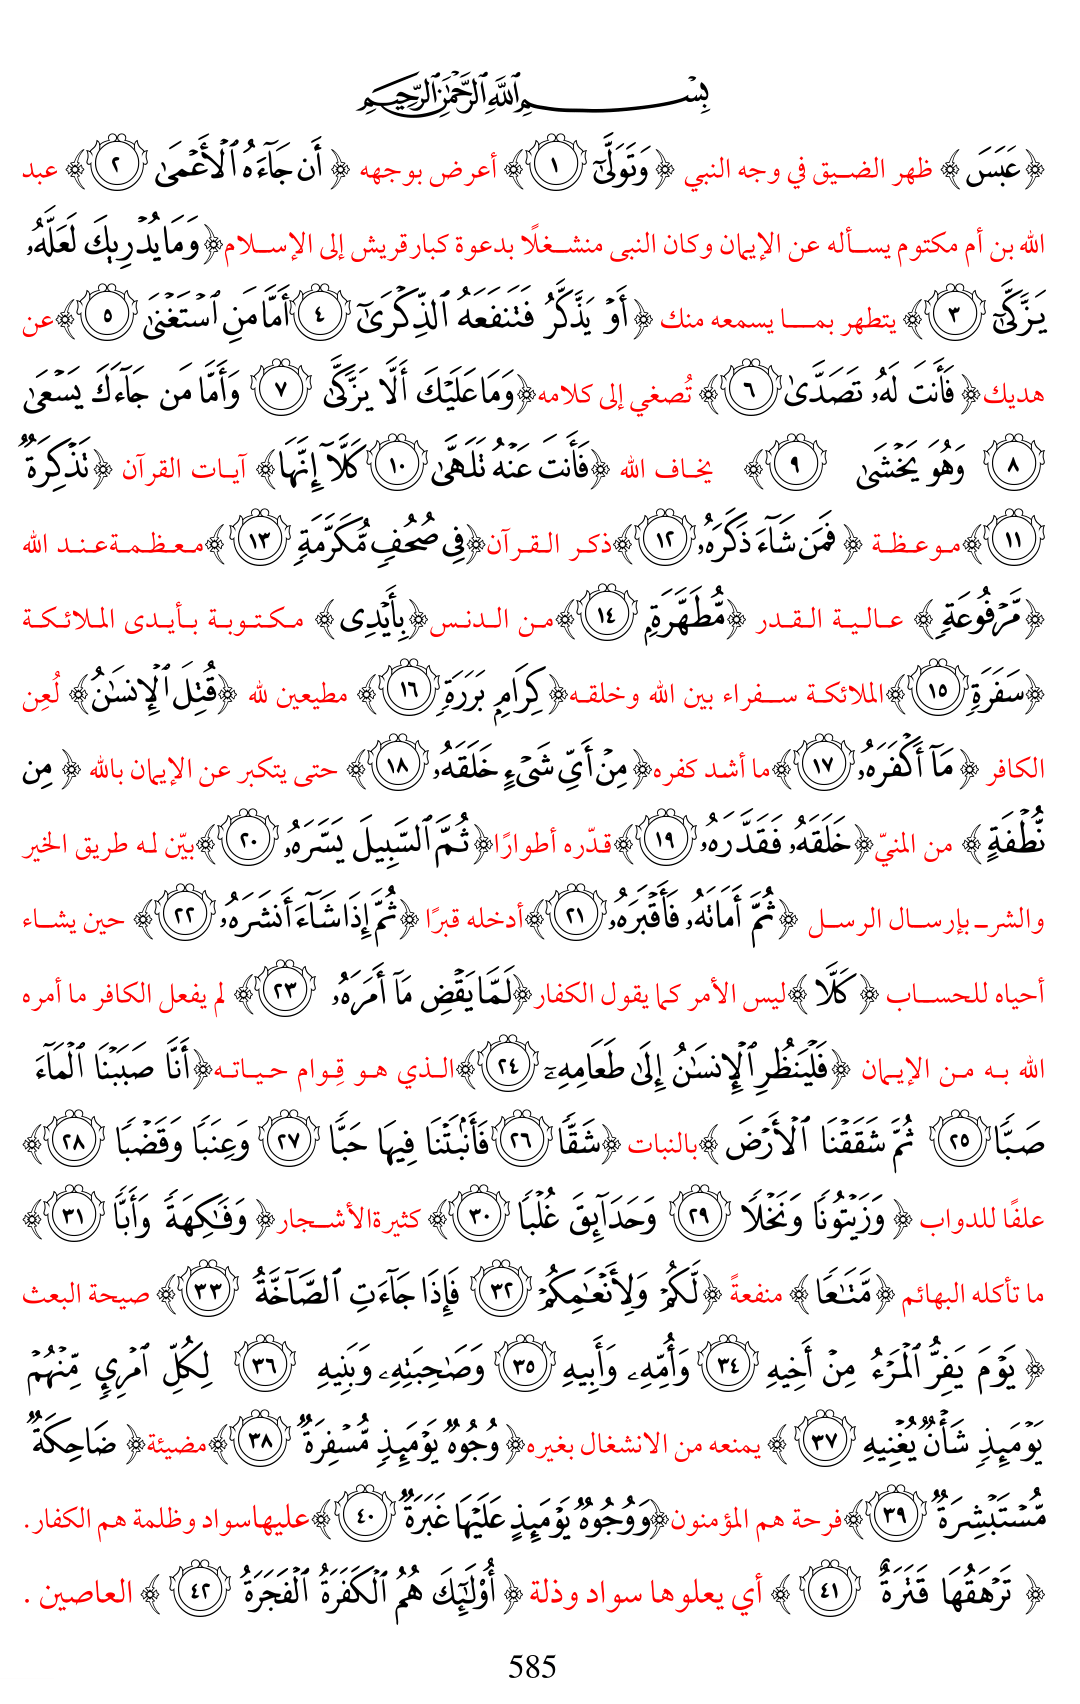 بِسْمِ اللَّهِ الرَّحْمَٰنِ الرَّحِيمِ
﴿ عَبَسَ ﴾ ظهر الضيق في وجه النبي ﴿ وَتَوَلَّىٰٓ ١ ﴾ أعرض بوجهه ﴿ أَن جَآءَهُ ٱلْأَعْمَىٰ ٢ ﴾ عبد
الله بن أم مكتوم يسأله عن الإيمان وكان النبى منشغلًا بدعوة كبارقريش إلى الإسلام﴿ وَمَا يُدْرِيكَ لَعَلَّهُۥ
يَزَّكَّىٰٓ ٣ ﴾ يتطهر بما يسمعه منك ﴿ أَوْ يَذَّكَّرُ فَتَنفَعَهُ ٱلذِّكْرَىٰٓ ٤ أَمَّا مَنِ ٱسْتَغْنَىٰ ٥ ﴾عن
هديك﴿ فَأَنتَ لَهُۥ تَصَدَّىٰ ٦ ﴾ تُصغي إلى كلامه﴿وَمَا عَلَيْكَ أَلَّا يَزَّكَّىٰ ٧ وَأَمَّا مَن جَآءَكَ يَسْعَىٰ
٨ وَهُوَ يَخْشَىٰ ٩ ﴾ يخاف الله ﴿فَأَنتَ عَنْهُ تَلَهَّىٰ ١٠ كَلَّآ إِنَّهَا﴾ آيات القرآن ﴿تَذْكِرَةٌ
١١ ﴾موعظة ﴿ فَمَن شَآءَ ذَكَرَهُۥ ١٢ ﴾ذكر القرآن﴿فِى صُحُفٍ مُّكَرَّمَةٍ ١٣ ﴾معظمةعند الله
﴿مَّرْفُوعَةٍ ﴾ عالية القدر ﴿مُّطَهَّرَةٍۭ ١٤ ﴾من الدنس﴿بِأَيْدِى ﴾ مكتوبة بأيدى الملائكة
﴿سَفَرَةٍ ١٥ ﴾الملائكة سفراء بين الله وخلقه﴿كِرَامٍۭ بَرَرَةٍ ١٦ ﴾ مطيعين لله ﴿قُتِلَ ٱلْإِنسَٰنُ﴾ لُعِن
الكافر ﴿ مَآ أَكْفَرَهُۥ ١٧ ﴾ما أشد كفره﴿مِنْ أَىِّ شَىْءٍ خَلَقَهُۥ ١٨ ﴾ حتى يتكبر عن الإيمان بالله ﴿ مِن
نُّطْفَةٍ ﴾ من المنيّ﴿خَلَقَهُۥ فَقَدَّرَهُۥ ١٩ ﴾قدّره أطوارًا﴿ثُمَّ ٱلسَّبِيلَ يَسَّرَهُۥ ٢٠ ﴾بيّن له طريق الخير
والشر ـ بإرسال الرسل ﴿ثُمَّ أَمَاتَهُۥ فَأَقْبَرَهُۥ ٢١ ﴾أدخله قبرًا ﴿ثُمَّ إِذَا شَآءَ أَنشَرَهُۥ ٢٢ ﴾ حين يشاء
أحياه للحساب ﴿كَلَّا ﴾ليس الأمر كما يقول الكفار﴿لَمَّا يَقْضِ مَآ أَمَرَهُۥ ٢٣ ﴾ لم يفعل الكافر ما أمره
الله به من الإيمان ﴿فَلْيَنظُرِ ٱلْإِنسَٰنُ إِلَىٰ طَعَامِهِۦٓ ٢٤ ﴾الذي هو قِوام حياته﴿أَنَّا صَبَبْنَا ٱلْمَآءَ
صَبًّا ٢٥ ثُمَّ شَقَقْنَا ٱلْأَرْضَ ﴾بالنبات ﴿شَقًّا ٢٦ فَأَنۢبَتْنَا فِيهَا حَبًّا ٢٧ وَعِنَبًا وَقَضْبًا ٢٨ ﴾
علفًا للدواب ﴿ وَزَيْتُونًا وَنَخْلًا ٢٩ وَحَدَآئِقَ غُلْبًا ٣٠ ﴾ كثيرةالأشجار﴿ وَفَٰكِهَةً وَأَبًّا ٣١ ﴾
ما تأكله البهائم ﴿مَّتَٰعًا ﴾ منفعةً ﴿لَّكُمْ وَلِأَنْعَٰمِكُمْ ٣٢ فَإِذَا جَآءَتِ ٱلصَّآخَّةُ ٣٣ ﴾ صيحة البعث
﴿ يَوْمَ يَفِرُّ ٱلْمَرْءُ مِنْ أَخِيهِ ٣٤ وَأُمِّهِۦ وَأَبِيهِ ٣٥ وَصَٰحِبَتِهِۦ وَبَنِيهِ ٣٦ لِكُلِّ ٱمْرِئٍ مِّنْهُمْ
يَوْمَئِذٍ شَأْنٌ يُغْنِيهِ ٣٧ ﴾ يمنعه من الانشغال بغيره﴿ وُجُوهٌ يَوْمَئِذٍ مُّسْفِرَةٌ ٣٨ ﴾مضيئة﴿ ضَاحِكَةٌ
مُّسْتَبْشِرَةٌ ٣٩ ﴾فرحة هم المؤمنون﴿وَوُجُوهٌ يَوْمَئِذٍ عَلَيْهَا غَبَرَةٌ ٤٠ ﴾عليهاسواد وظلمة هم الكفار.
﴿ تَرْهَقُهَا قَتَرَةٌ ٤١ ﴾ أي يعلوها سواد وذلة ﴿ أُو۟لَٰٓئِكَ هُمُ ٱلْكَفَرَةُ ٱلْفَجَرَةُ ٤٢ ﴾ العاصين .
585